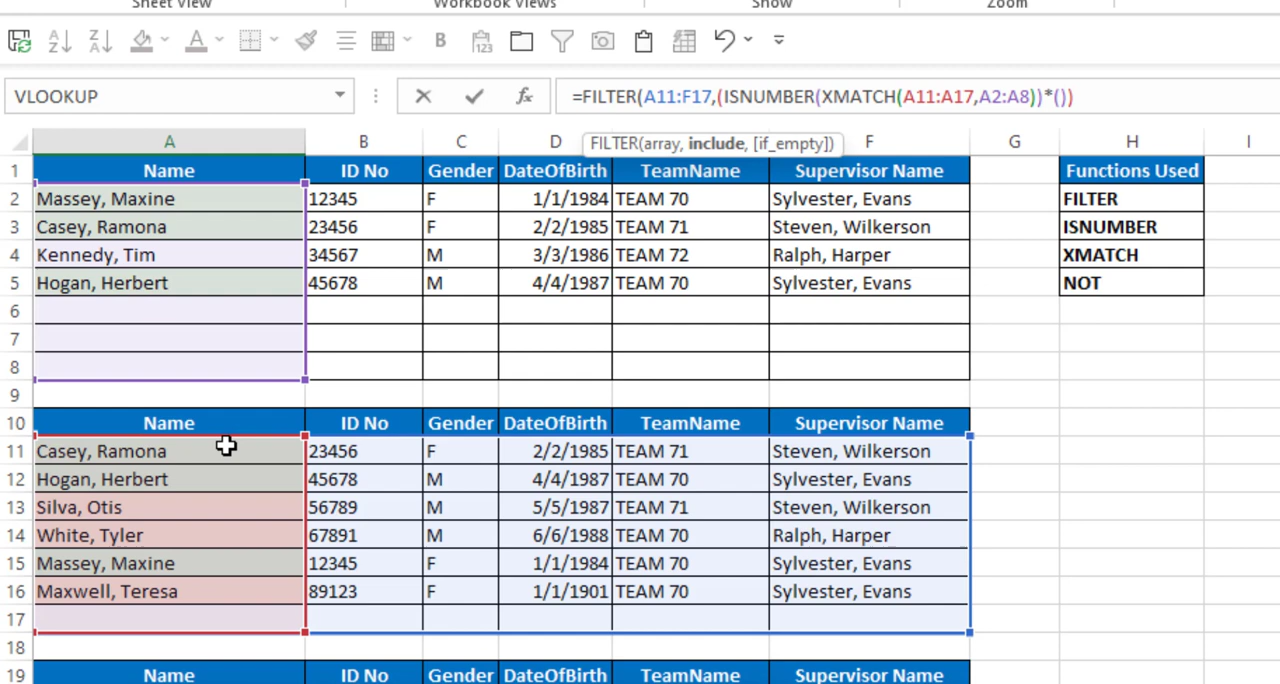 Sheet View Workbook Views Show Zoom
VLOOKUP =FILTER(A11:F17,(ISNUMBER(XMATCH(A11:A17,A2:A8))*())
FILTER(array, include, [if_empty])
A B C D F G H I
1 Name ID No Gender DateOfBirth TeamName Supervisor Name Functions Used
2 Massey, Maxine 12345 F 1/1/1984 TEAM 70 Sylvester, Evans FILTER
3 Casey, Ramona 23456 F 2/2/1985 TEAM 71 Steven, Wilkerson ISNUMBER
4 Kennedy, Tim 34567 M 3/3/1986 TEAM 72 Ralph, Harper XMATCH
5 Hogan, Herbert 45678 M 4/4/1987 TEAM 70 Sylvester, Evans NOT
6
7
8
9
10 Name ID No Gender DateOfBirth TeamName Supervisor Name
11 Casey, Ramona 23456 F 2/2/1985 TEAM 71 Steven, Wilkerson
12 Hogan, Herbert 45678 M 4/4/1987 TEAM 70 Sylvester, Evans
13 Silva, Otis 56789 M 5/5/1987 TEAM 71 Steven, Wilkerson
14 White, Tyler 67891 M 6/6/1988 TEAM 70 Ralph, Harper
15 Massey, Maxine 12345 F 1/1/1984 TEAM 70 Sylvester, Evans
16 Maxwell, Teresa 89123 F 1/1/1901 TEAM 70 Sylvester, Evans
17
18
19 Name ID No Gender DateOfBirth TeamName Supervisor Name